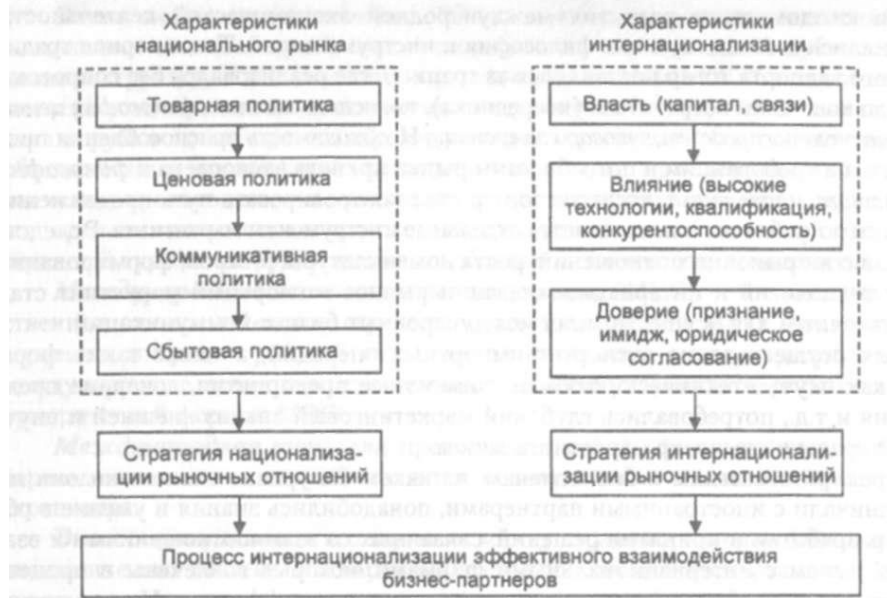 Характеристики
национального рынка
Товарная политика
Ценовая политика
Коммуникативная
политика
Сбытовая политика
Стратегия национализа-
ции рыночных отношений
Характеристики
интернационализации
Власть (капитал, связи)
Влияние (высокие
технологии, квалификация,
конкурентоспособность)
Доверие (признание,
имидж, юридическое
согласование)
Стратегия интернационали-
зации рыночных отношений
Процесс интернационализации эффективного взаимодействия
бизнес-партнеров